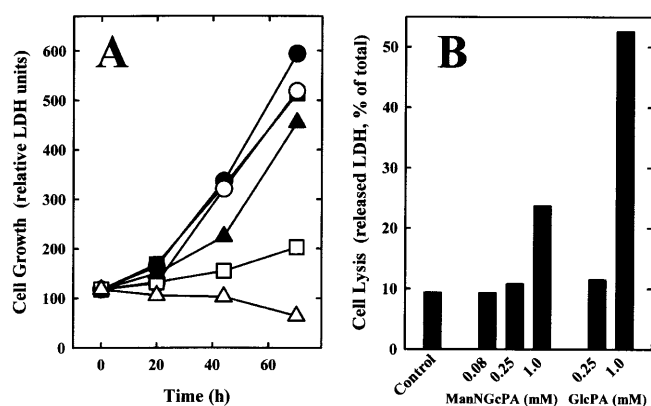 A
B
Cell Growth (relative LDH units)
600
500
400
300
200
100
0
0 20 40 60
Time (h)
Cell Lysis (released LDH, % of total)
50
40
30
20
10
0
Control 0.08 0.25 1.0 0.25 1.0
ManNGcPA (mM) GlcPA (mM)